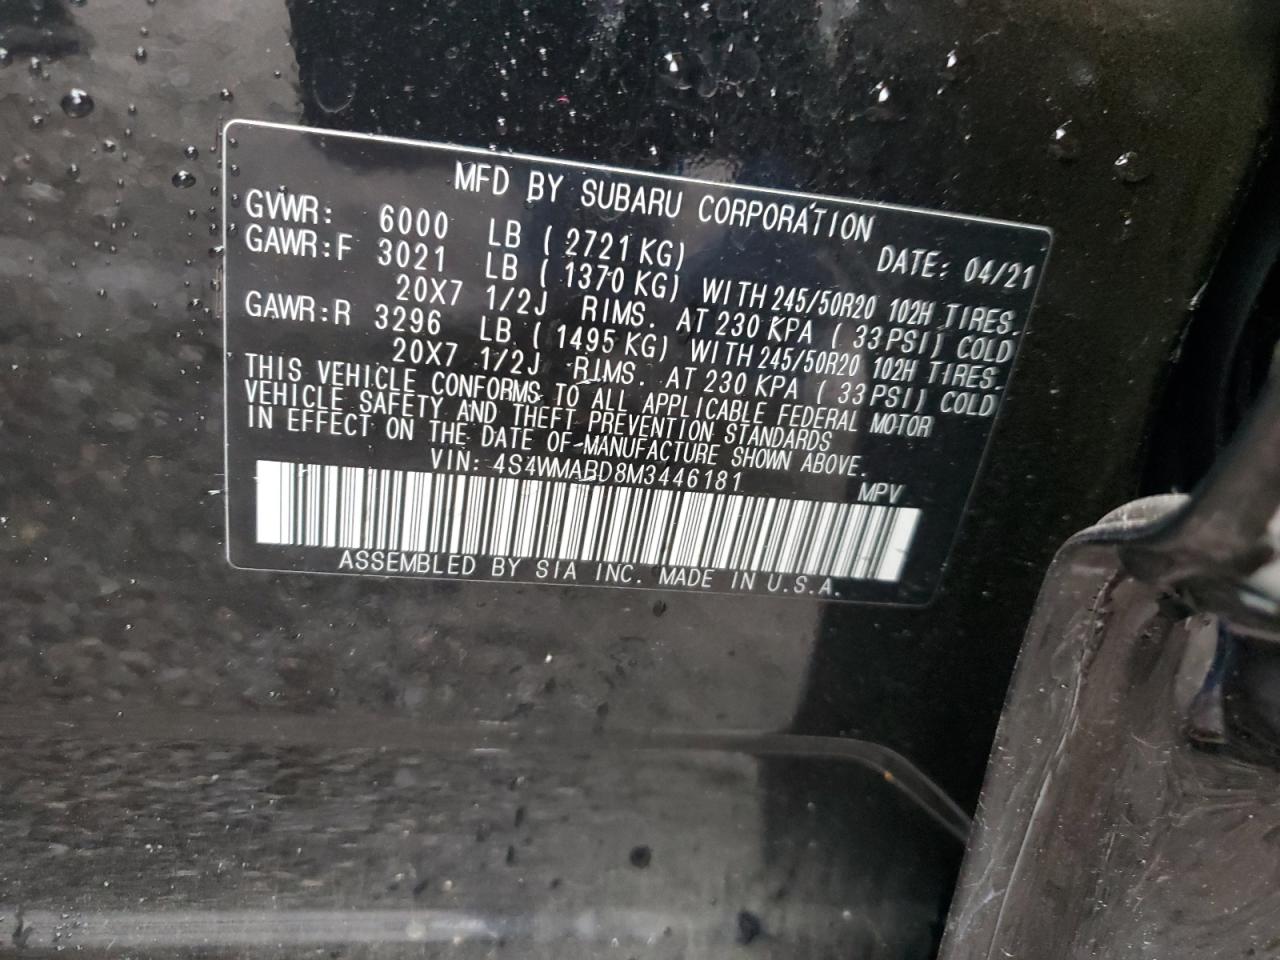 MFD BY SUBARU CORPORATION
GVWR: 6000 LB ( 2721 KG) DATE: 04/21
GAWR:F 3021 LB ( 1370 KG) WITH 245/50R20 102H TIRES.
20X7 1/2J RIMS. AT 230 KPA ( 33 PSI) COLD
GAWR:R 3296 LB ( 1495 KG) WITH 245/50R20 102H TIRES.
20X7 1/2J RIMS. AT 230 KPA ( 33 PSI) COLD
THIS VEHICLE CONFORMS TO ALL APPLICABLE FEDERAL MOTOR
VEHICLE SAFETY AND THEFT PREVENTION STANDARDS
IN EFFECT ON THE DATE OF MANUFACTURE SHOWN ABOVE.
VIN: 4S4WMABD8M3446181 MPV
ASSEMBLED BY SIA INC. MADE IN U.S.A.